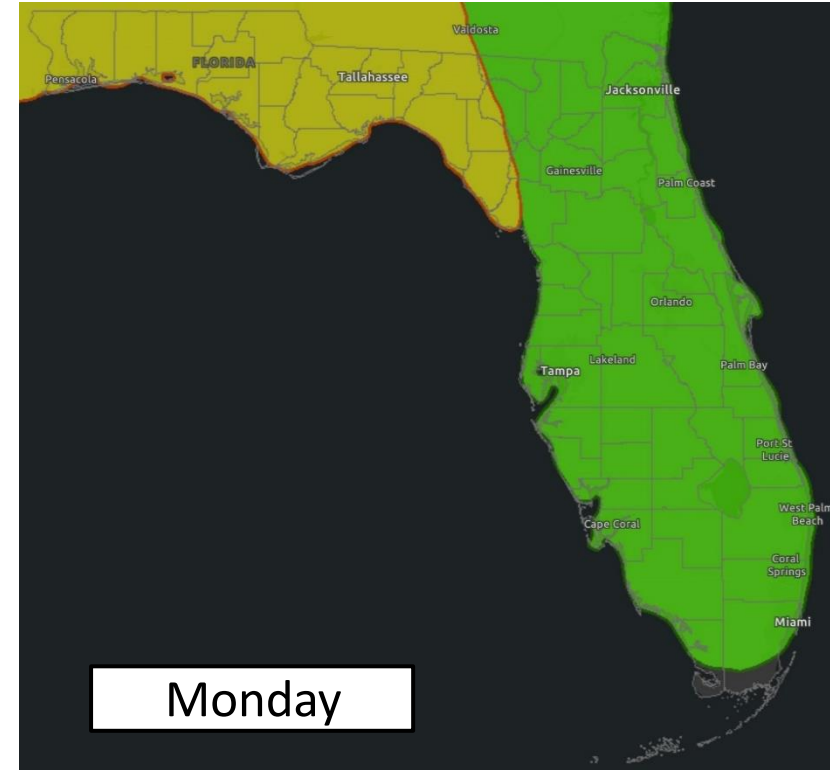 Valdosta
FLORIDA
Pensacola
Tallahassee
Jacksonville
Gainesville
Palm Coast
Orlando
Lakeland
Tampa
Palm Bay
Port St
Lucie
West Palm
Beach
Cape Coral
Coral
Springs
Miami
Monday